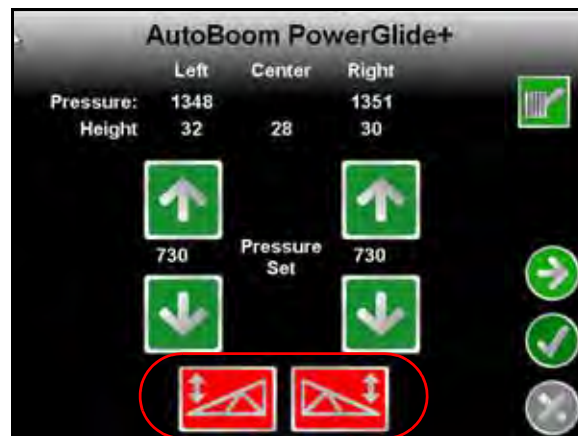 AutoBoom PowerGlide+
Left Center Right
Pressure: 1348 1351
Height 32 28 30
730 Pressure Set 730